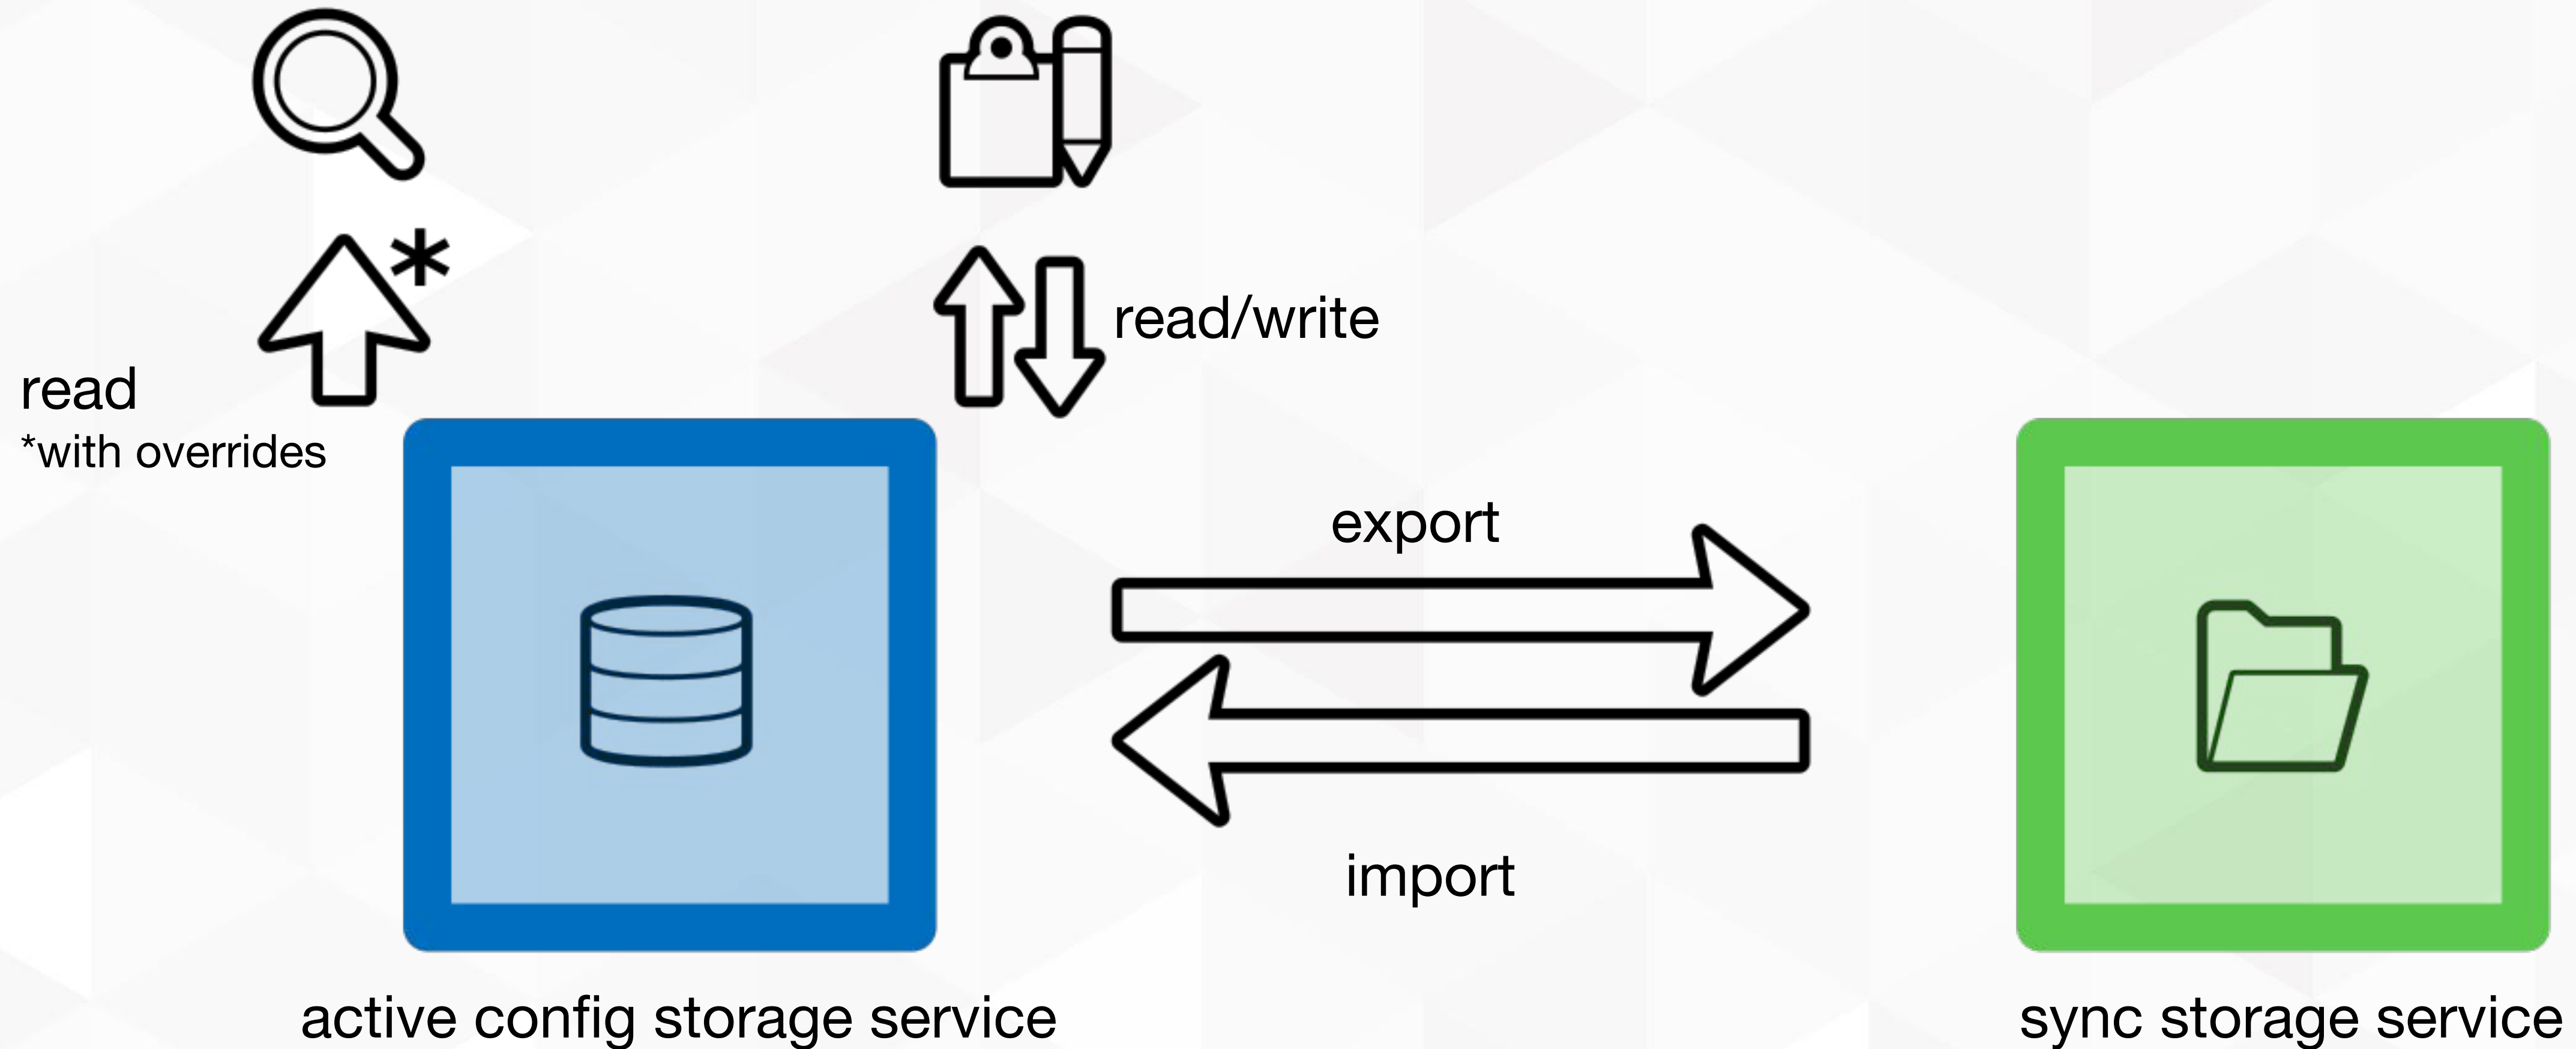 read/write
read
*with overrides
export
import
active config storage service
sync storage service